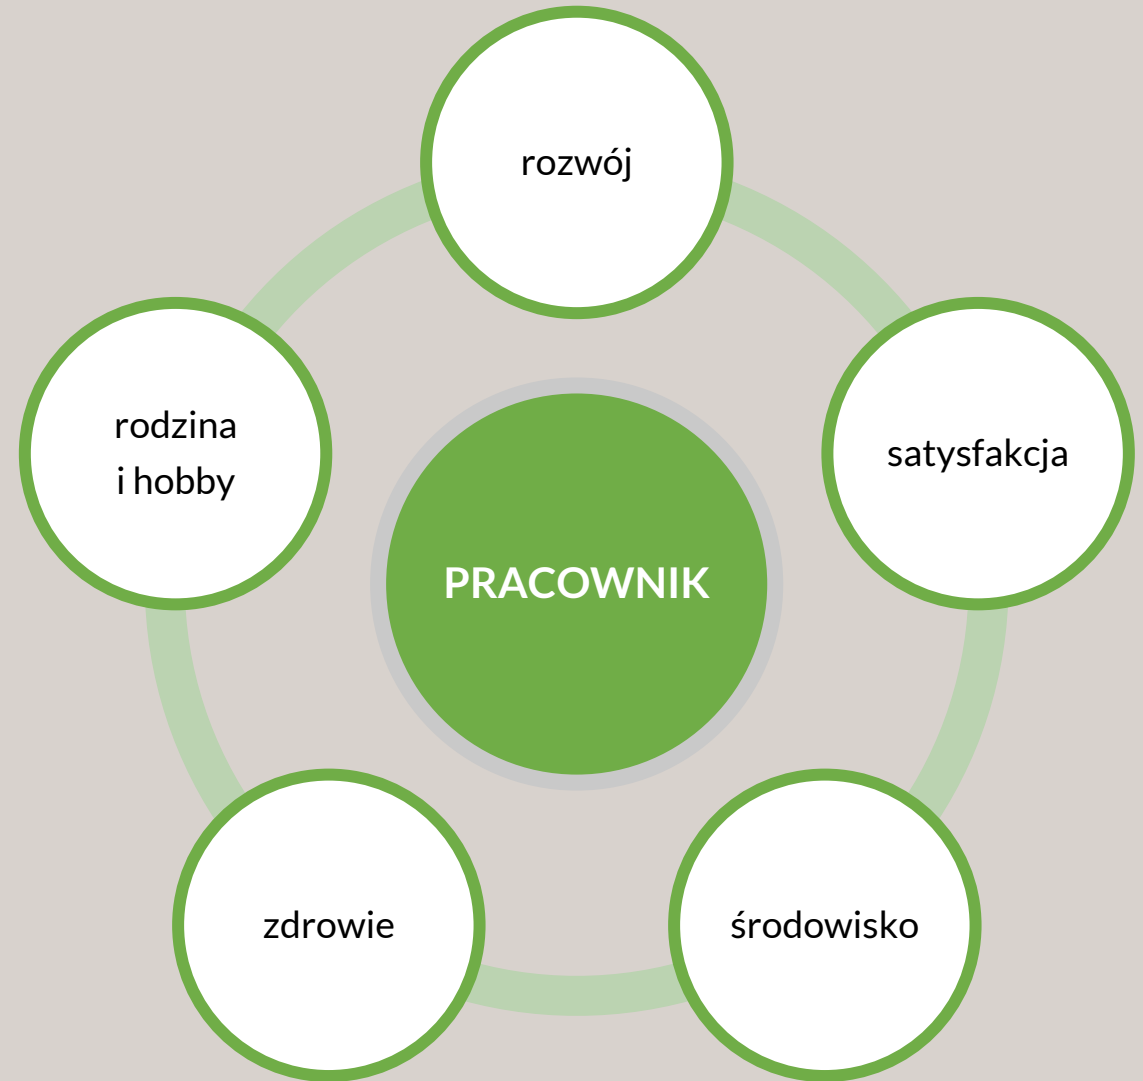 rozwój
rodzina
i hobby
satysfakcja
PRACOWNIK
zdrowie
środowisko